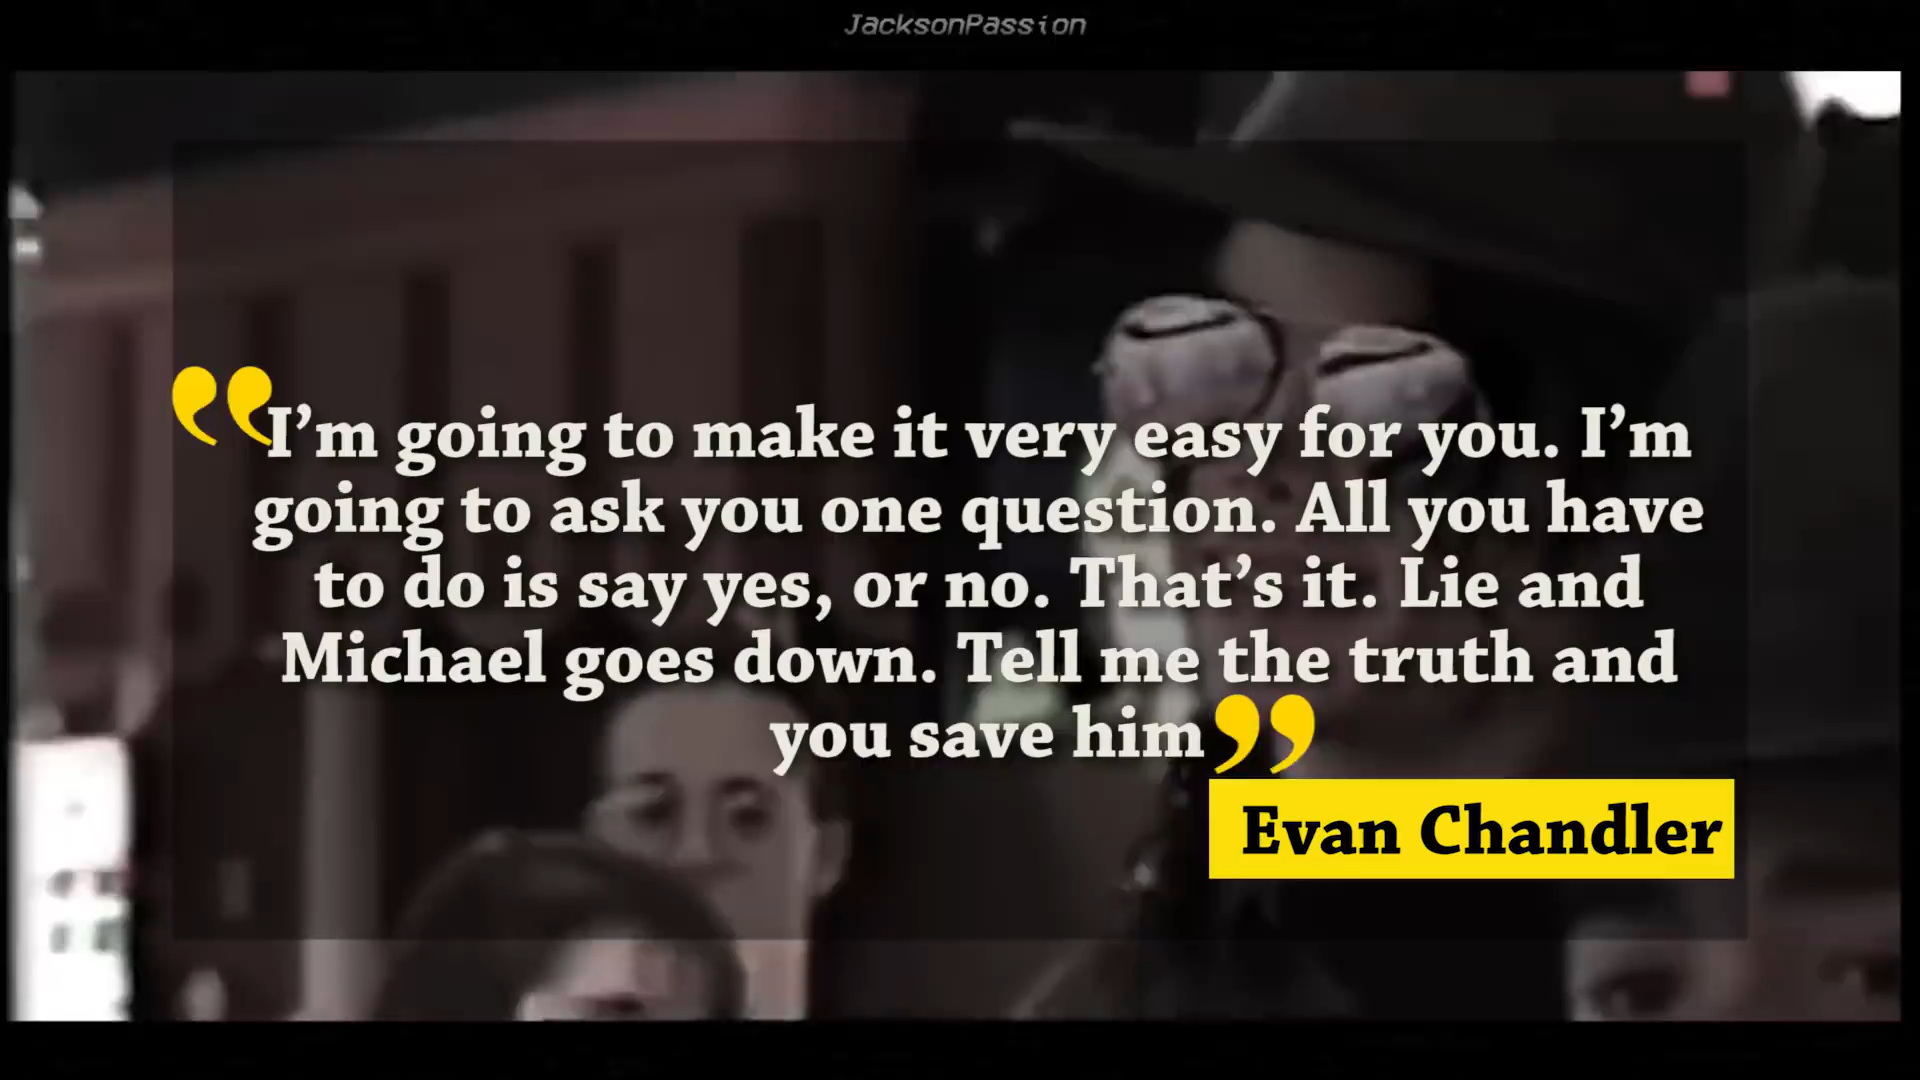 JacksonPassion
“I’m going to make it very easy for you. I’m
going to ask you one question. All you have
to do is say yes, or no. That’s it. Lie and
Michael goes down. Tell me the truth and
you save him”
Evan Chandler